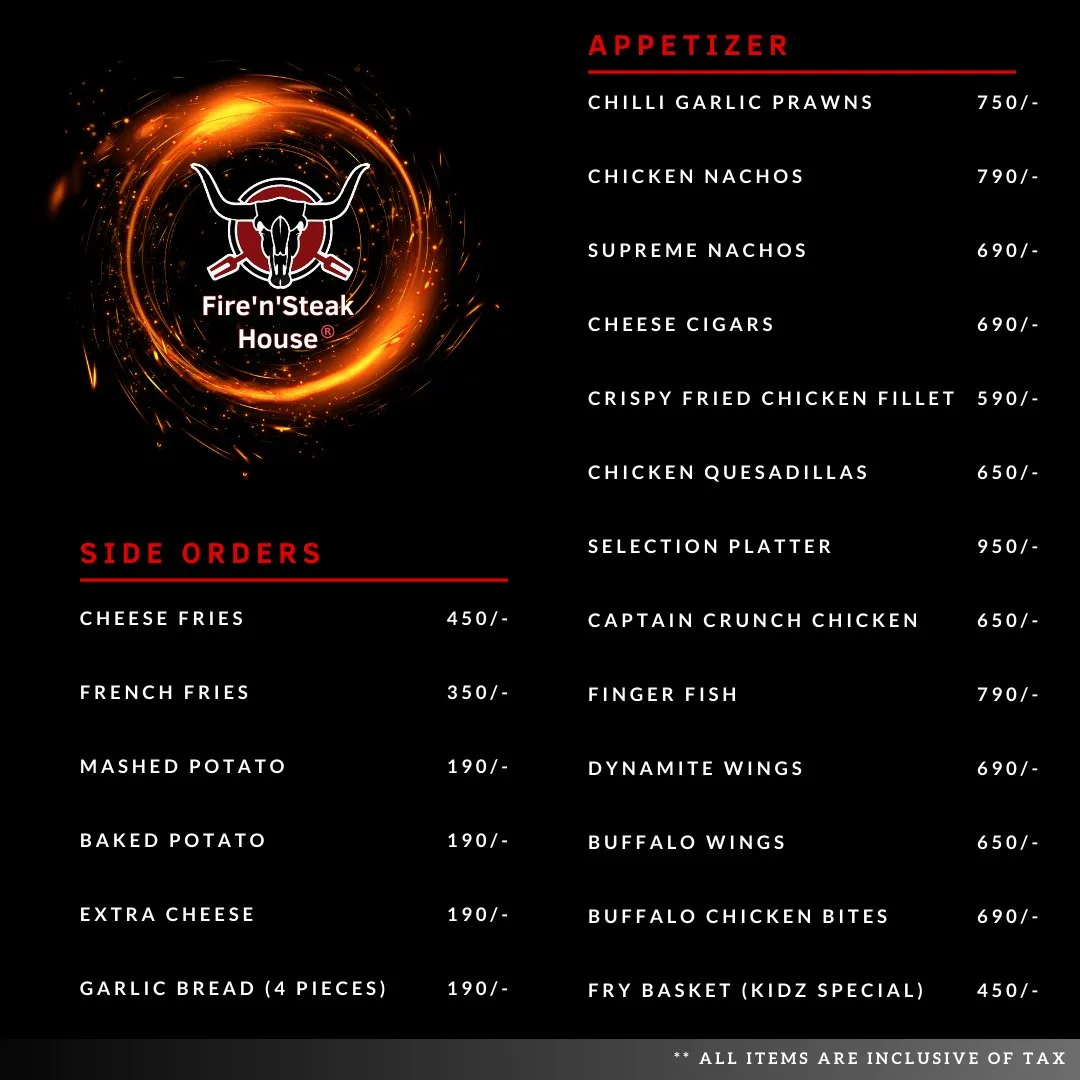 Fire'n'Steak
House®
SIDE ORDERS
CHEESE FRIES 450/-
FRENCH FRIES 350/-
MASHED POTATO 190/-
BAKED POTATO 190/-
EXTRA CHEESE 190/-
GARLIC BREAD (4 PIECES) 190/-
APPETIZER
CHILLI GARLIC PRAWNS 750/-
CHICKEN NACHOS 790/-
SUPREME NACHOS 690/-
CHEESE CIGARS 690/-
CRISPY FRIED CHICKEN FILLET 590/-
CHICKEN QUESADILLAS 650/-
SELECTION PLATTER 950/-
CAPTAIN CRUNCH CHICKEN 650/-
FINGER FISH 790/-
DYNAMITE WINGS 690/-
BUFFALO WINGS 650/-
BUFFALO CHICKEN BITES 690/-
FRY BASKET (KIDZ SPECIAL) 450/-
** ALL ITEMS ARE INCLUSIVE OF TAX